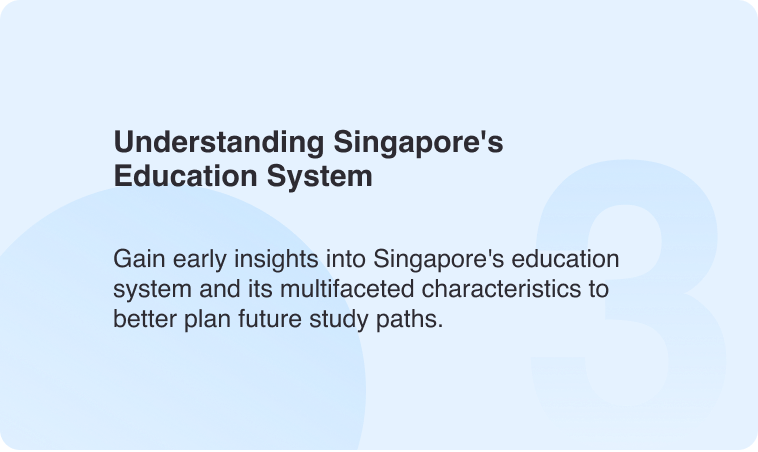 Understanding Singapore's
Education System
Gain early insights into Singapore's education
system and its multifaceted characteristics to
better plan future study paths.
3